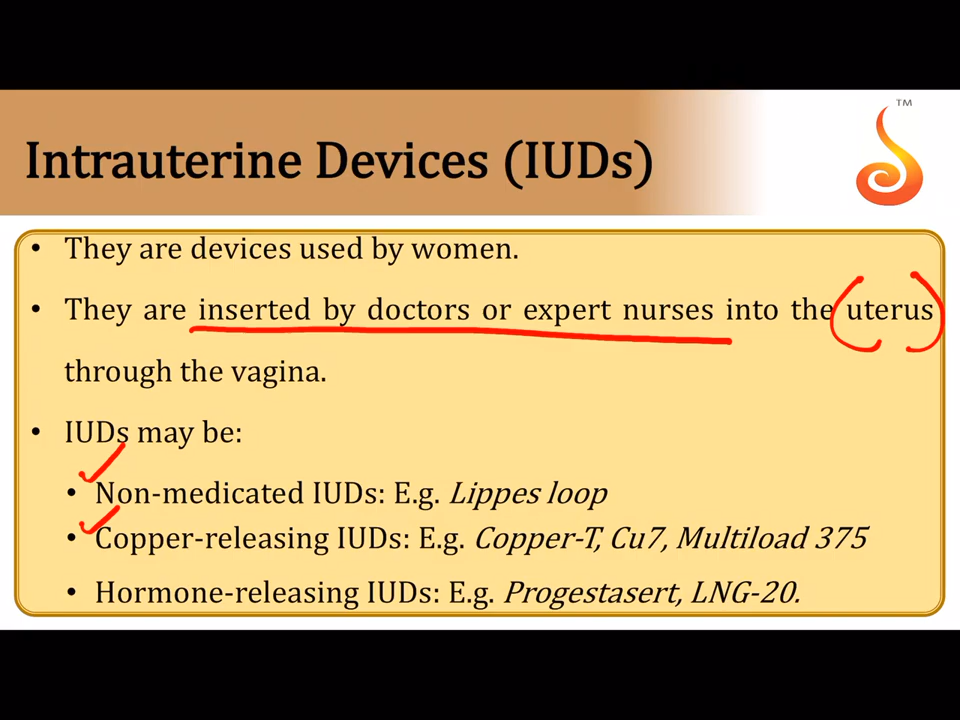 Intrauterine Devices (IUDs)
TM
• They are devices used by women.
• They are inserted by doctors or expert nurses into the uterus
through the vagina.
• IUDs may be:
• Non-medicated IUDs: E.g. Lippes loop
• Copper-releasing IUDs: E.g. Copper-T, Cu7, Multiload 375
• Hormone-releasing IUDs: E.g. Progestasert, LNG-20.